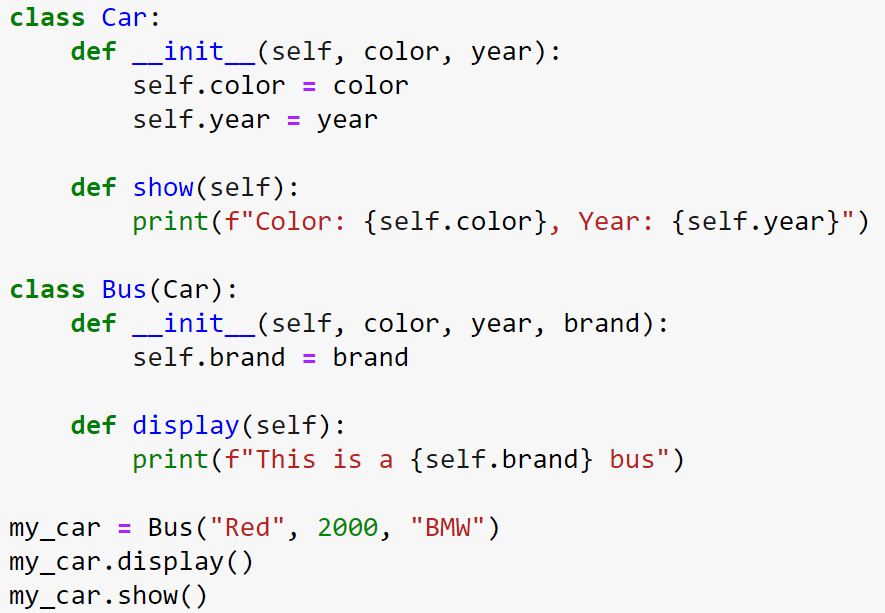 class Car:
    def __init__(self, color, year):
        self.color = color
        self.year = year

    def show(self):
        print(f"Color: {self.color}, Year: {self.year}")

class Bus(Car):
    def __init__(self, color, year, brand):
        self.brand = brand

    def display(self):
        print(f"This is a {self.brand} bus")

my_car = Bus("Red", 2000, "BMW")
my_car.display()
my_car.show()